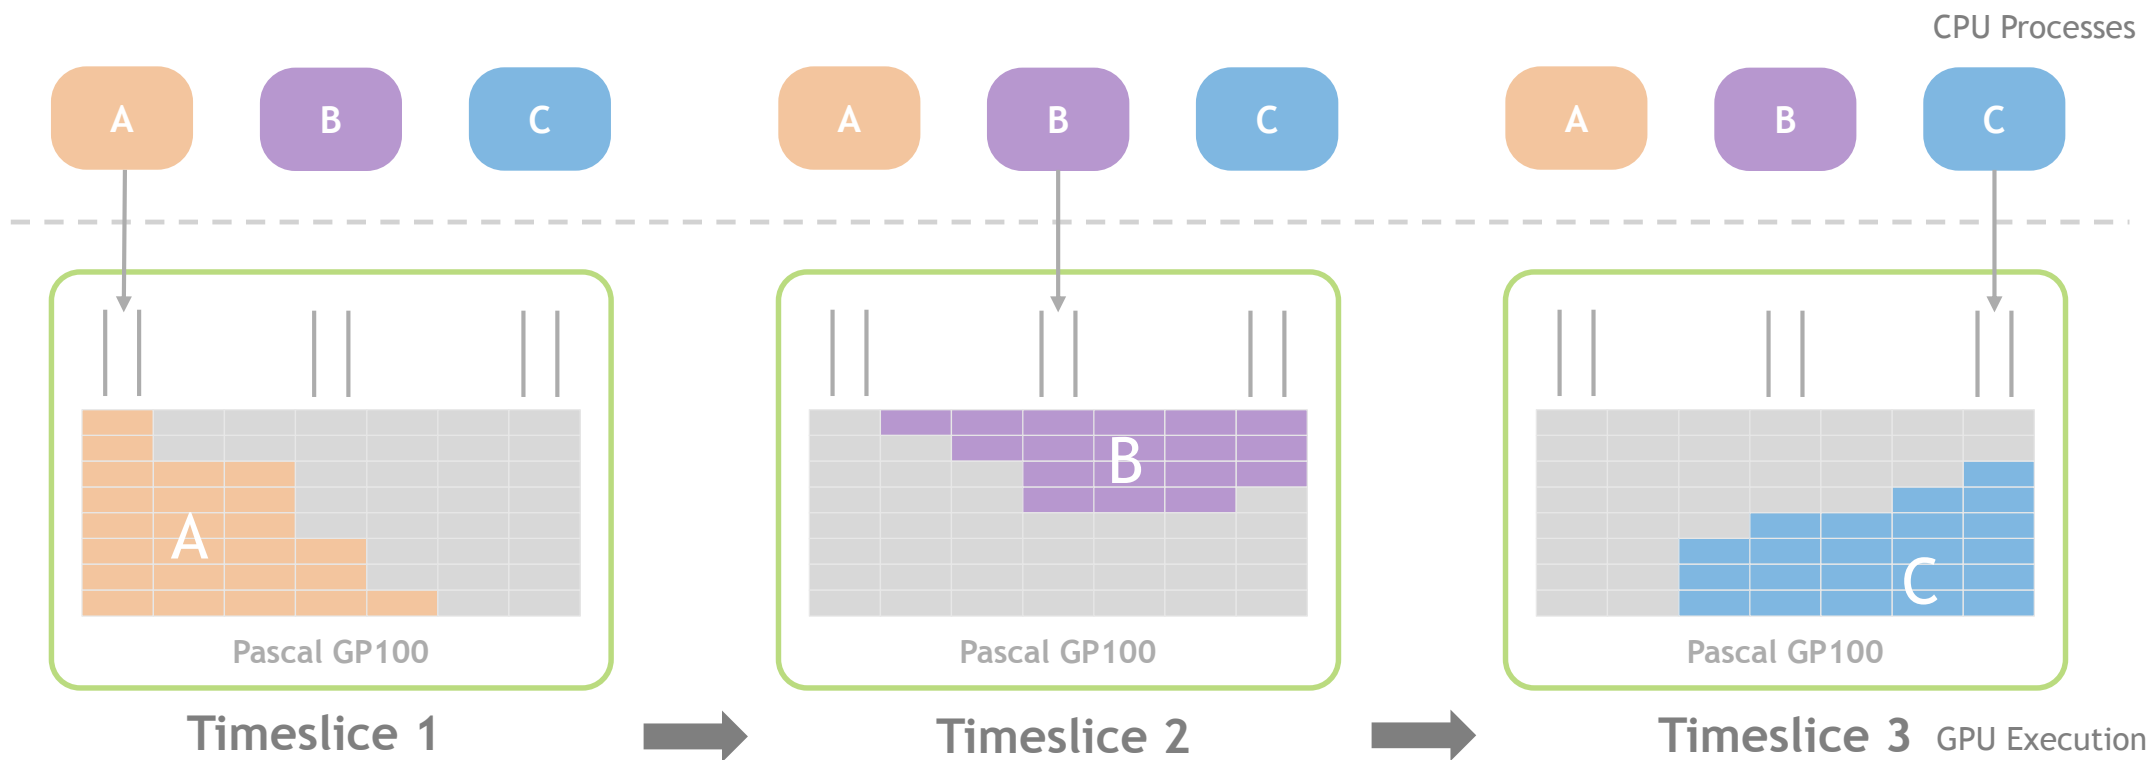 CPU Processes
A B C A B C A B C
A
B
C
Pascal GP100 Pascal GP100 Pascal GP100
Timeslice 1 Timeslice 2 Timeslice 3 GPU Execution